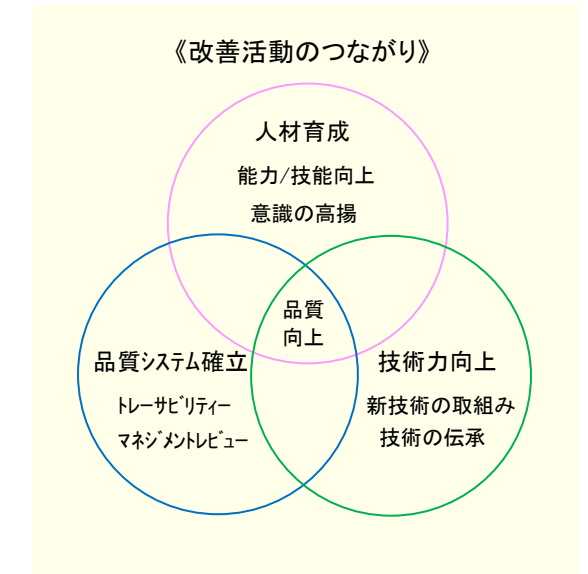 《改善活動のつながり》
人材育成
能力/技能向上
意識の高揚
品質
向上
品質ｼｽﾃﾑ確立
ﾄﾚｰｻﾋﾞﾘﾃｨｰ
ﾏﾈｼﾞﾒﾝﾄﾚﾋﾞｭｰ
技術力向上
新技術の取組み
技術の伝承